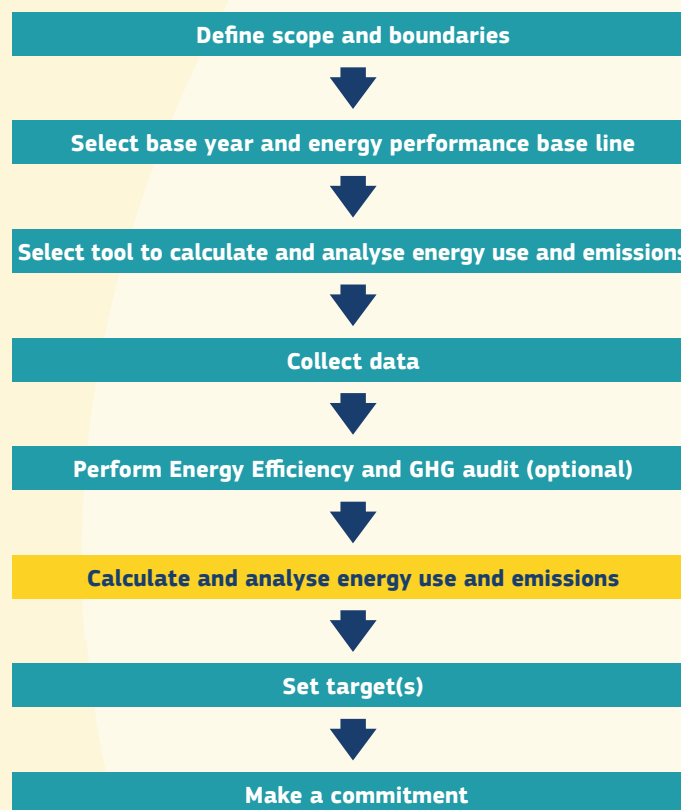 Define scope and boundaries
Select base year and energy performance base line
Select tool to calculate and analyse energy use and emissions
Collect data
Perform Energy Efficiency and GHG audit (optional)
Calculate and analyse energy use and emissions
Set target(s)
Make a commitment